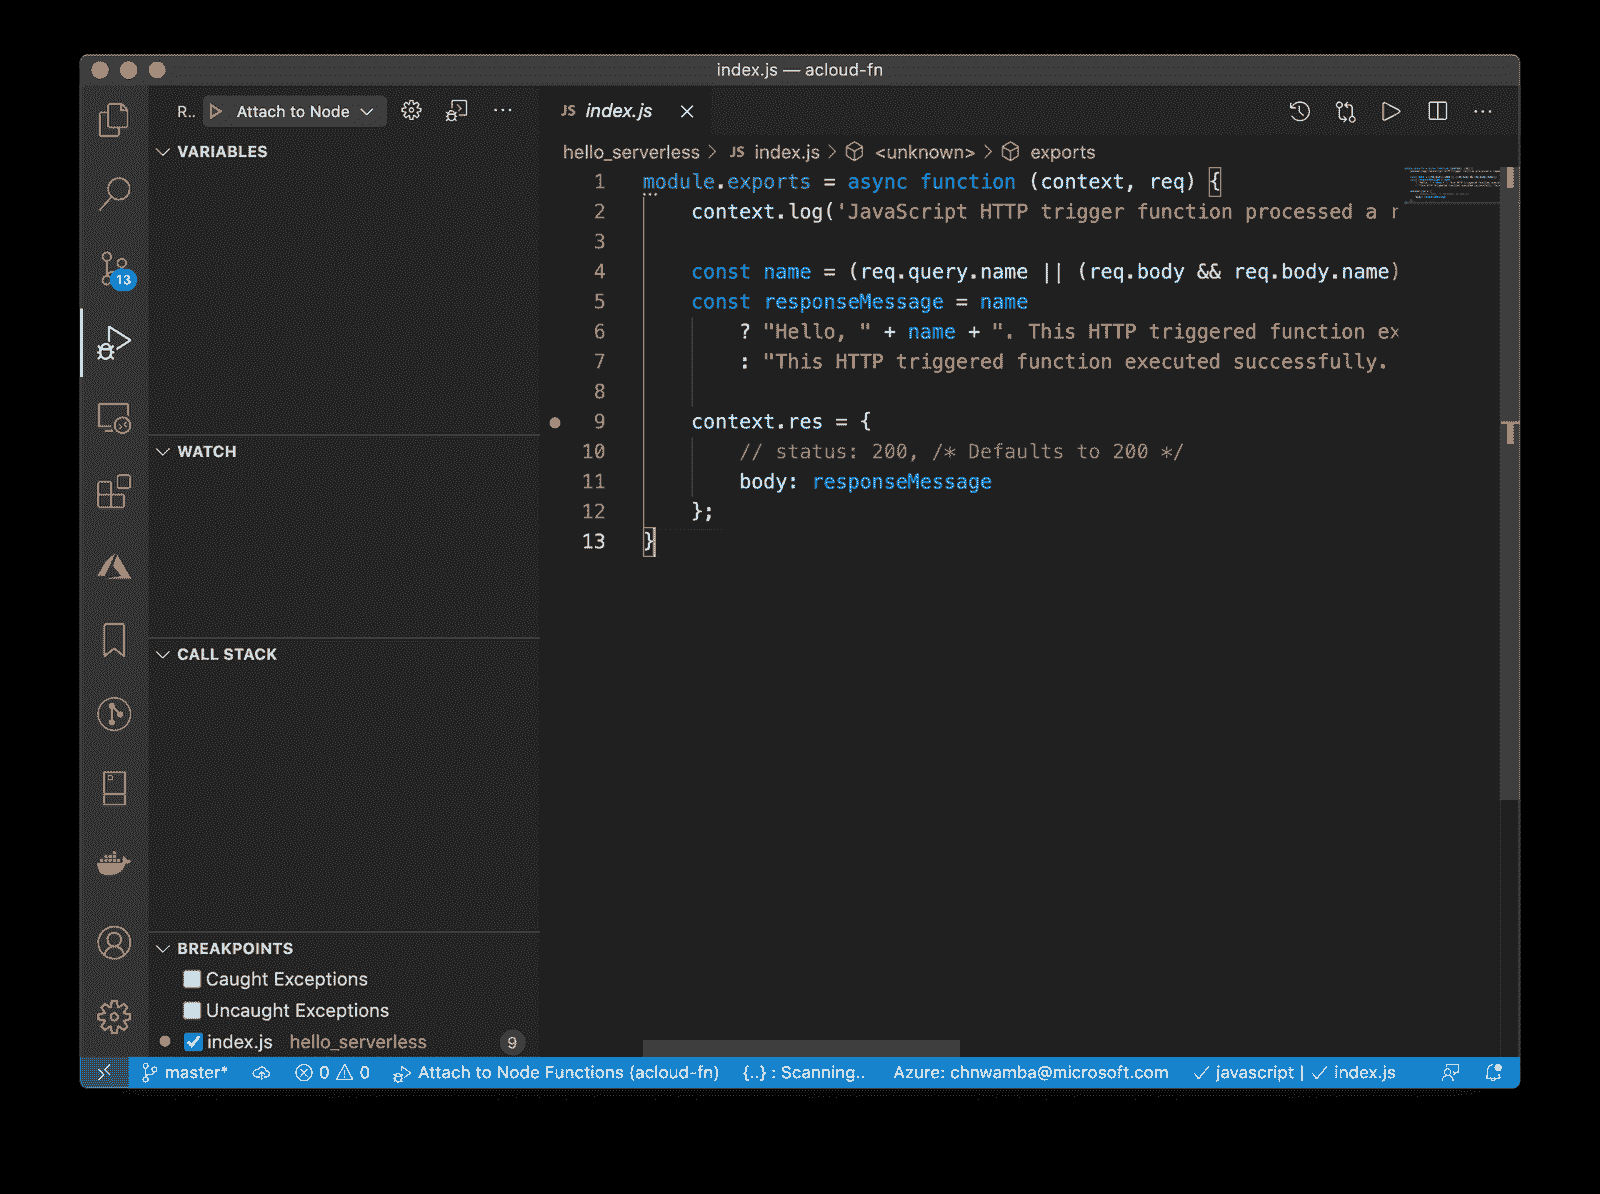 index.js — acloud-fn
R.. Attach to Node
JS index.js
VARIABLES
hello_serverless > JS index.js > <unknown> > exports
1 module.exports = async function (context, req) {
2 context.log('JavaScript HTTP trigger function processed a r
3
4 const name = (req.query.name || (req.body && req.body.name)
5 const responseMessage = name
6 ? "Hello, " + name + ". This HTTP triggered function ex
7 : "This HTTP triggered function executed successfully.
8
9 context.res = {
10 // status: 200, /* Defaults to 200 */
11 body: responseMessage
12 };
13 }
13
WATCH
CALL STACK
BREAKPOINTS
Caught Exceptions
Uncaught Exceptions
index.js hello_serverless 9
master* 0 0 Attach to Node Functions (acloud-fn) {..} : Scanning.. Azure: chnwamba@microsoft.com ✓ javascript | ✓ index.js